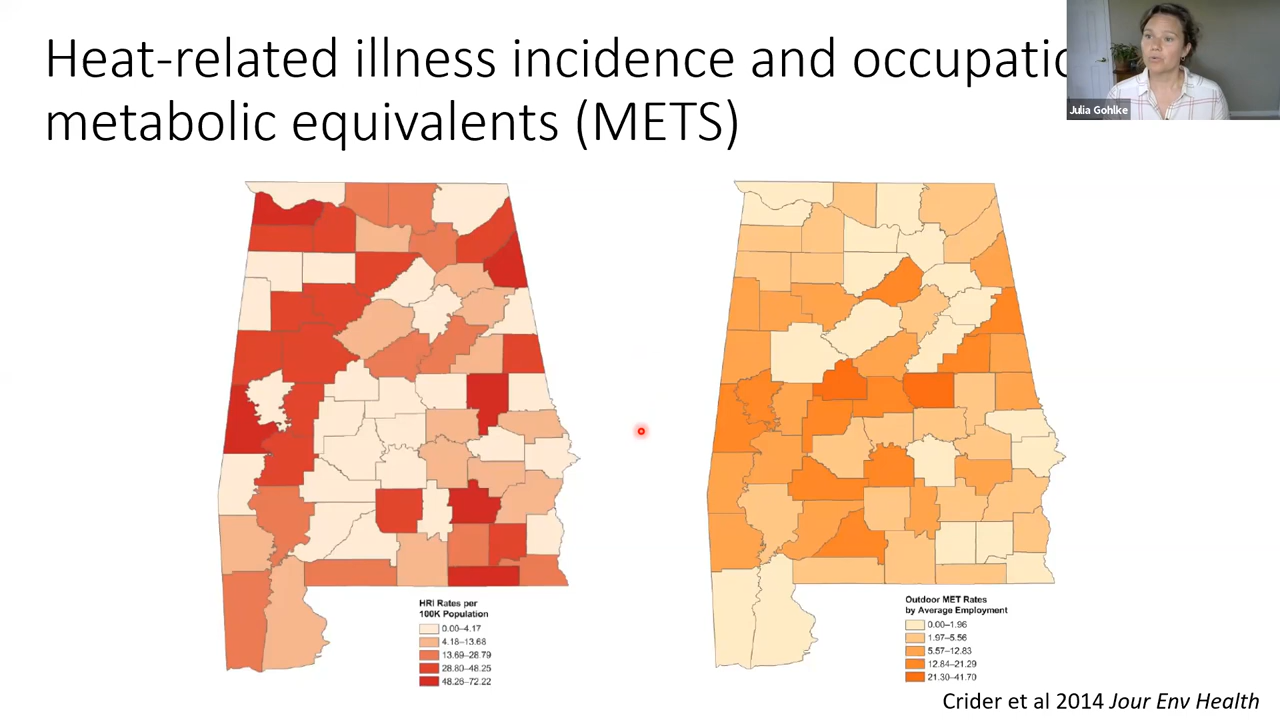 Heat-related illness incidence and occupatio
metabolic equivalents (METS)
Julia Gohlke
HRI Rates per
100K Population
0.00–4.17
4.18–13.68
13.69–28.79
28.80–48.25
48.26–72.22
Outdoor MET Rates
by Average Employment
0.00–1.96
1.97–5.56
5.57–12.83
12.84–21.29
21.30–41.70
Crider et al 2014 Jour Env Health